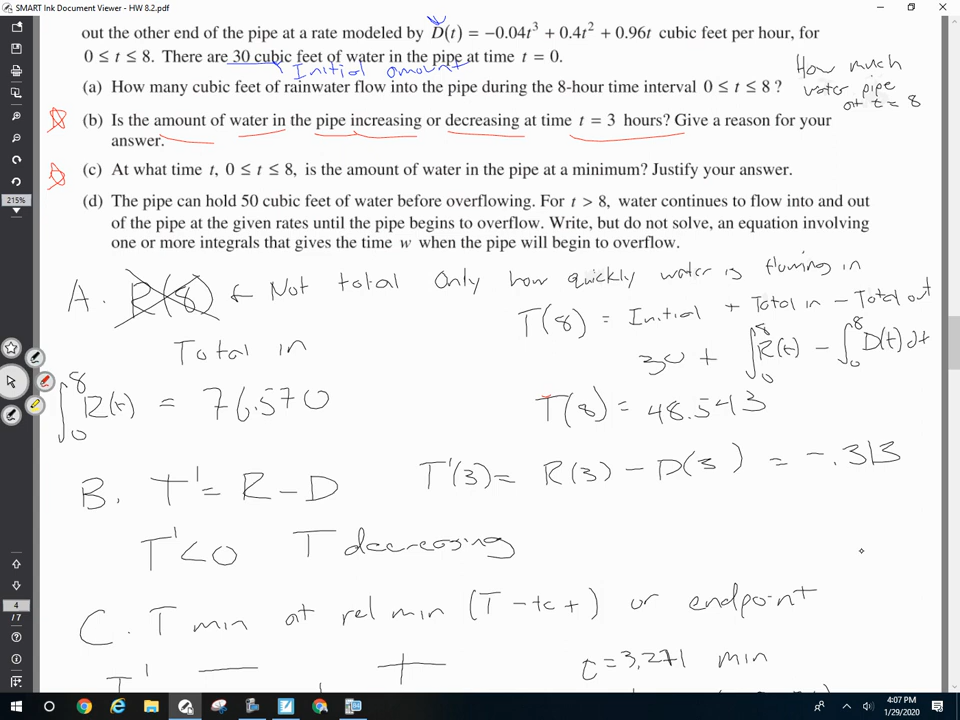 SMART Ink Document Viewer - HW 8.2.pdf
out the other end of the pipe at a rate modeled by D(t) = −0.04t³ + 0.4t² + 0.96t cubic feet per hour, for
0 ≤ t ≤ 8. There are 30 cubic feet of water in the pipe at time t = 0.
Initial amount
How much
water pipe
at t = 8
(a) How many cubic feet of rainwater flow into the pipe during the 8-hour time interval 0 ≤ t ≤ 8 ?
(b) Is the amount of water in the pipe increasing or decreasing at time t = 3 hours? Give a reason for your
answer.
(c) At what time t, 0 ≤ t ≤ 8, is the amount of water in the pipe at a minimum? Justify your answer.
215%
(d) The pipe can hold 50 cubic feet of water before overflowing. For t > 8, water continues to flow into and out
of the pipe at the given rates until the pipe begins to overflow. Write, but do not solve, an equation involving
one or more integrals that gives the time w when the pipe will begin to overflow.
A. R(8) ← Not total Only how quickly water is flowing in
T(8) = Initial + Total in − Total out
Total in
30 + ∫₀⁸ R(t) − ∫₀⁸ D(t) dt
∫₀⁸ R(t) = 76.570
T(8) = 48.543
B. T' = R − D
T'(3) = R(3) − D(3) = −.313
T' < 0 T decreasing
C. T min at rel min (T − to +) or endpoint
T' − +
t = 3.271 min
4
/ 7
4:07 PM
1/29/2020